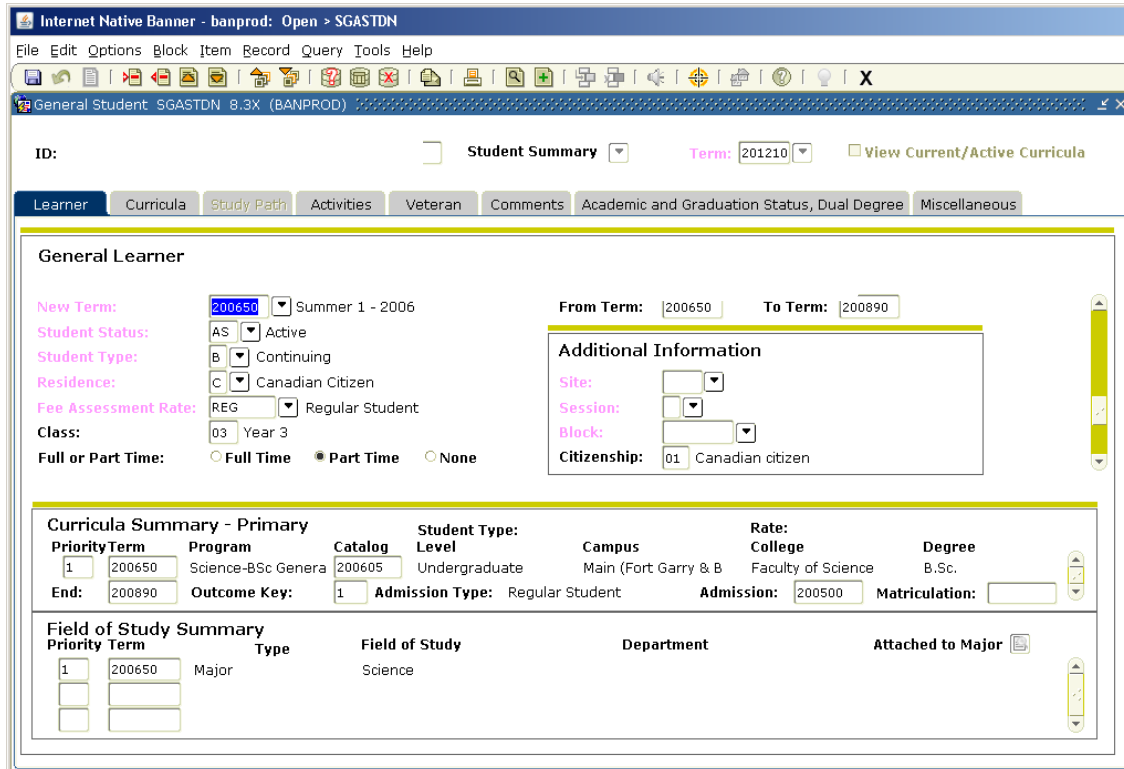 Internet Native Banner - banprod: Open > SGASTDN
File Edit Options Block Item Record Query Tools Help
X
General Student SGASTDN 8.3X (BANPROD)
ID: Student Summary Term: 201210 View Current/Active Curricula
Learner Curricula Study Path Activities Veteran Comments Academic and Graduation Status, Dual Degree Miscellaneous
General Learner
New Term: 200650 Summer 1 - 2006 From Term: 200650 To Term: 200890
Student Status: AS Active
Student Type: B Continuing Additional Information
Residence: C Canadian Citizen Site:
Fee Assessment Rate: REG Regular Student Session:
Class: 03 Year 3 Block:
Full or Part Time: Full Time Part Time None Citizenship: 01 Canadian citizen
Curricula Summary - Primary Student Type: Rate:
Priority Term Program Catalog Level Campus College Degree
1 200650 Science-BSc Genera 200605 Undergraduate Main (Fort Garry & B Faculty of Science B.Sc.
End: 200890 Outcome Key: 1 Admission Type: Regular Student Admission: 200500 Matriculation:
Field of Study Summary
Priority Term Type Field of Study Department Attached to Major
1 200650 Major Science